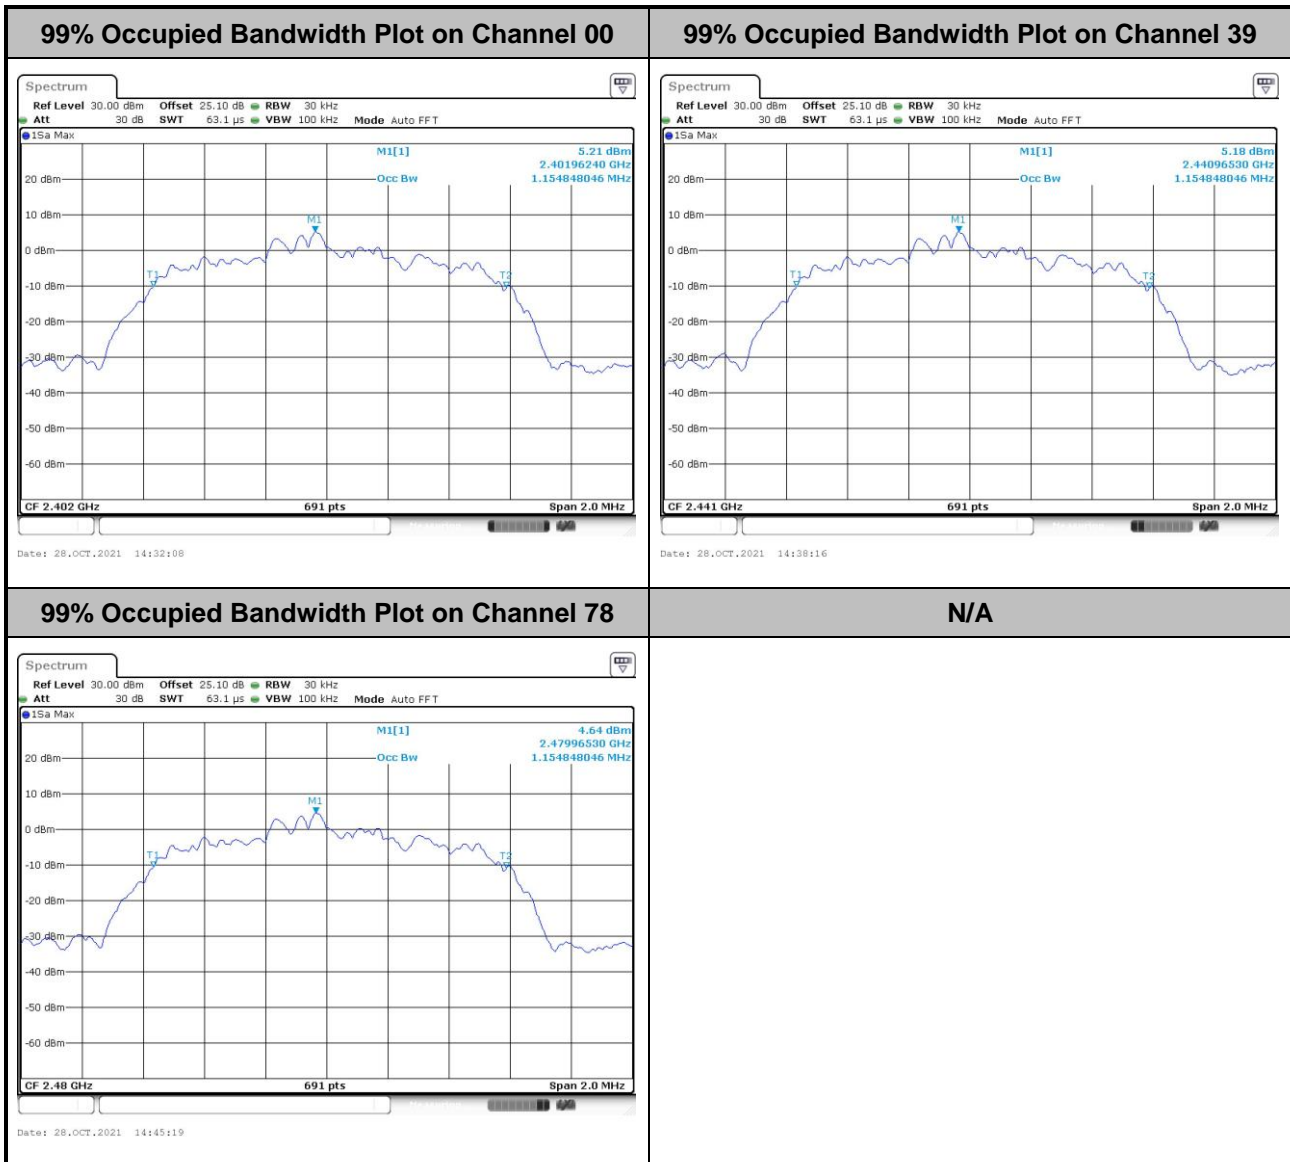 99% Occupied Bandwidth Plot on Channel 00
99% Occupied Bandwidth Plot on Channel 39
Spectrum
Ref Level 30.00 dBm Offset 25.10 dB RBW 30 kHz
Att 30 dB SWT 63.1 µs VBW 100 kHz Mode Auto FFT
1Sa Max
M1[1] 5.21 dBm
2.40196240 GHz
Occ Bw 1.154848046 MHz
20 dBm
10 dBm
M1
0 dBm
T1
T2
-10 dBm
-20 dBm
-30 dBm
-40 dBm
-50 dBm
-60 dBm
CF 2.402 GHz 691 pts Span 2.0 MHz
Date: 28.OCT.2021 14:32:08
Spectrum
Ref Level 30.00 dBm Offset 25.10 dB RBW 30 kHz
Att 30 dB SWT 63.1 µs VBW 100 kHz Mode Auto FFT
1Sa Max
M1[1] 5.18 dBm
2.44096530 GHz
Occ Bw 1.154848046 MHz
20 dBm
10 dBm
M1
0 dBm
T1
T2
-10 dBm
-20 dBm
-30 dBm
-40 dBm
-50 dBm
-60 dBm
CF 2.441 GHz 691 pts Span 2.0 MHz
Date: 28.OCT.2021 14:38:16
99% Occupied Bandwidth Plot on Channel 78
N/A
Spectrum
Ref Level 30.00 dBm Offset 25.10 dB RBW 30 kHz
Att 30 dB SWT 63.1 µs VBW 100 kHz Mode Auto FFT
1Sa Max
M1[1] 4.64 dBm
2.47996530 GHz
Occ Bw 1.154848046 MHz
20 dBm
10 dBm
M1
0 dBm
T1
T2
-10 dBm
-20 dBm
-30 dBm
-40 dBm
-50 dBm
-60 dBm
CF 2.48 GHz 691 pts Span 2.0 MHz
Date: 28.OCT.2021 14:45:19